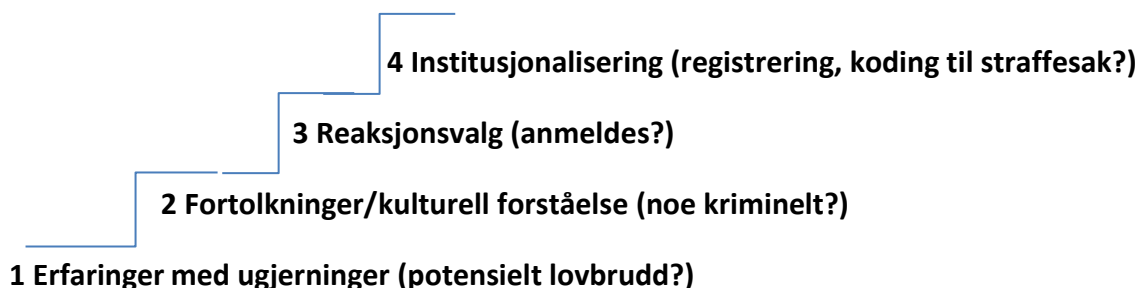 4 Institusjonalisering (registrering, koding til straffesak?)
3 Reaksjonsvalg (anmeldes?)
2 Fortolkninger/kulturell forståelse (noe kriminelt?)
1 Erfaringer med ugjerninger (potensielt lovbrudd?)